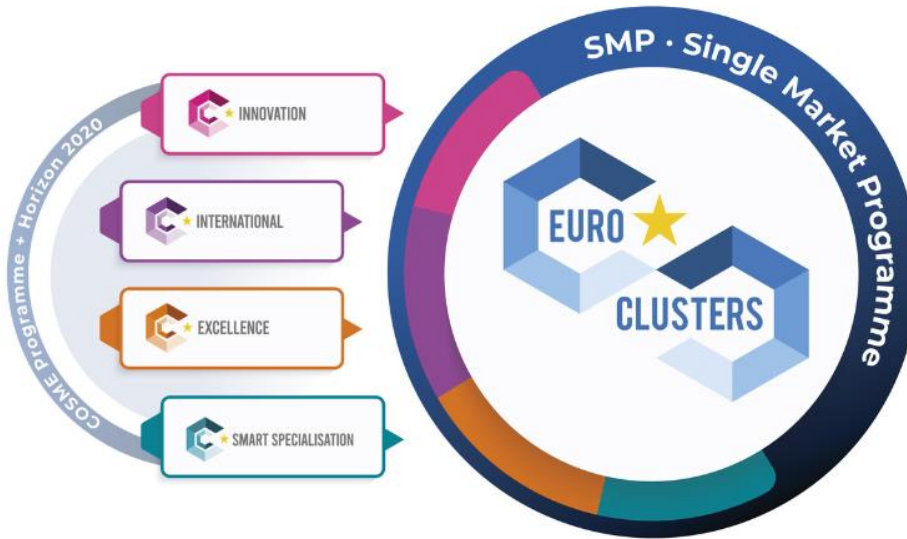 COSME Programme + Horizon 2020
INNOVATION
INTERNATIONAL
EXCELLENCE
SMART SPECIALISATION
SMP · Single Market Programme
EURO
CLUSTERS